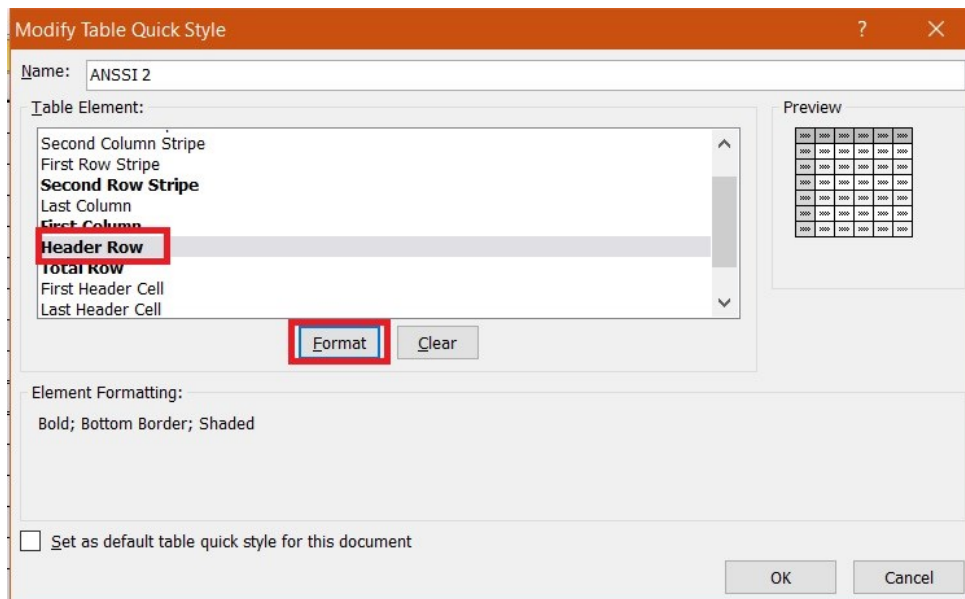 Modify Table Quick Style ? ×
Name: ANSSI 2
Table Element:
Preview
Second Column Stripe
First Row Stripe
Second Row Stripe
Last Column
First Column
Header Row
Total Row
First Header Cell
Last Header Cell
Format Clear
Element Formatting:
Bold; Bottom Border; Shaded
Set as default table quick style for this document
OK Cancel